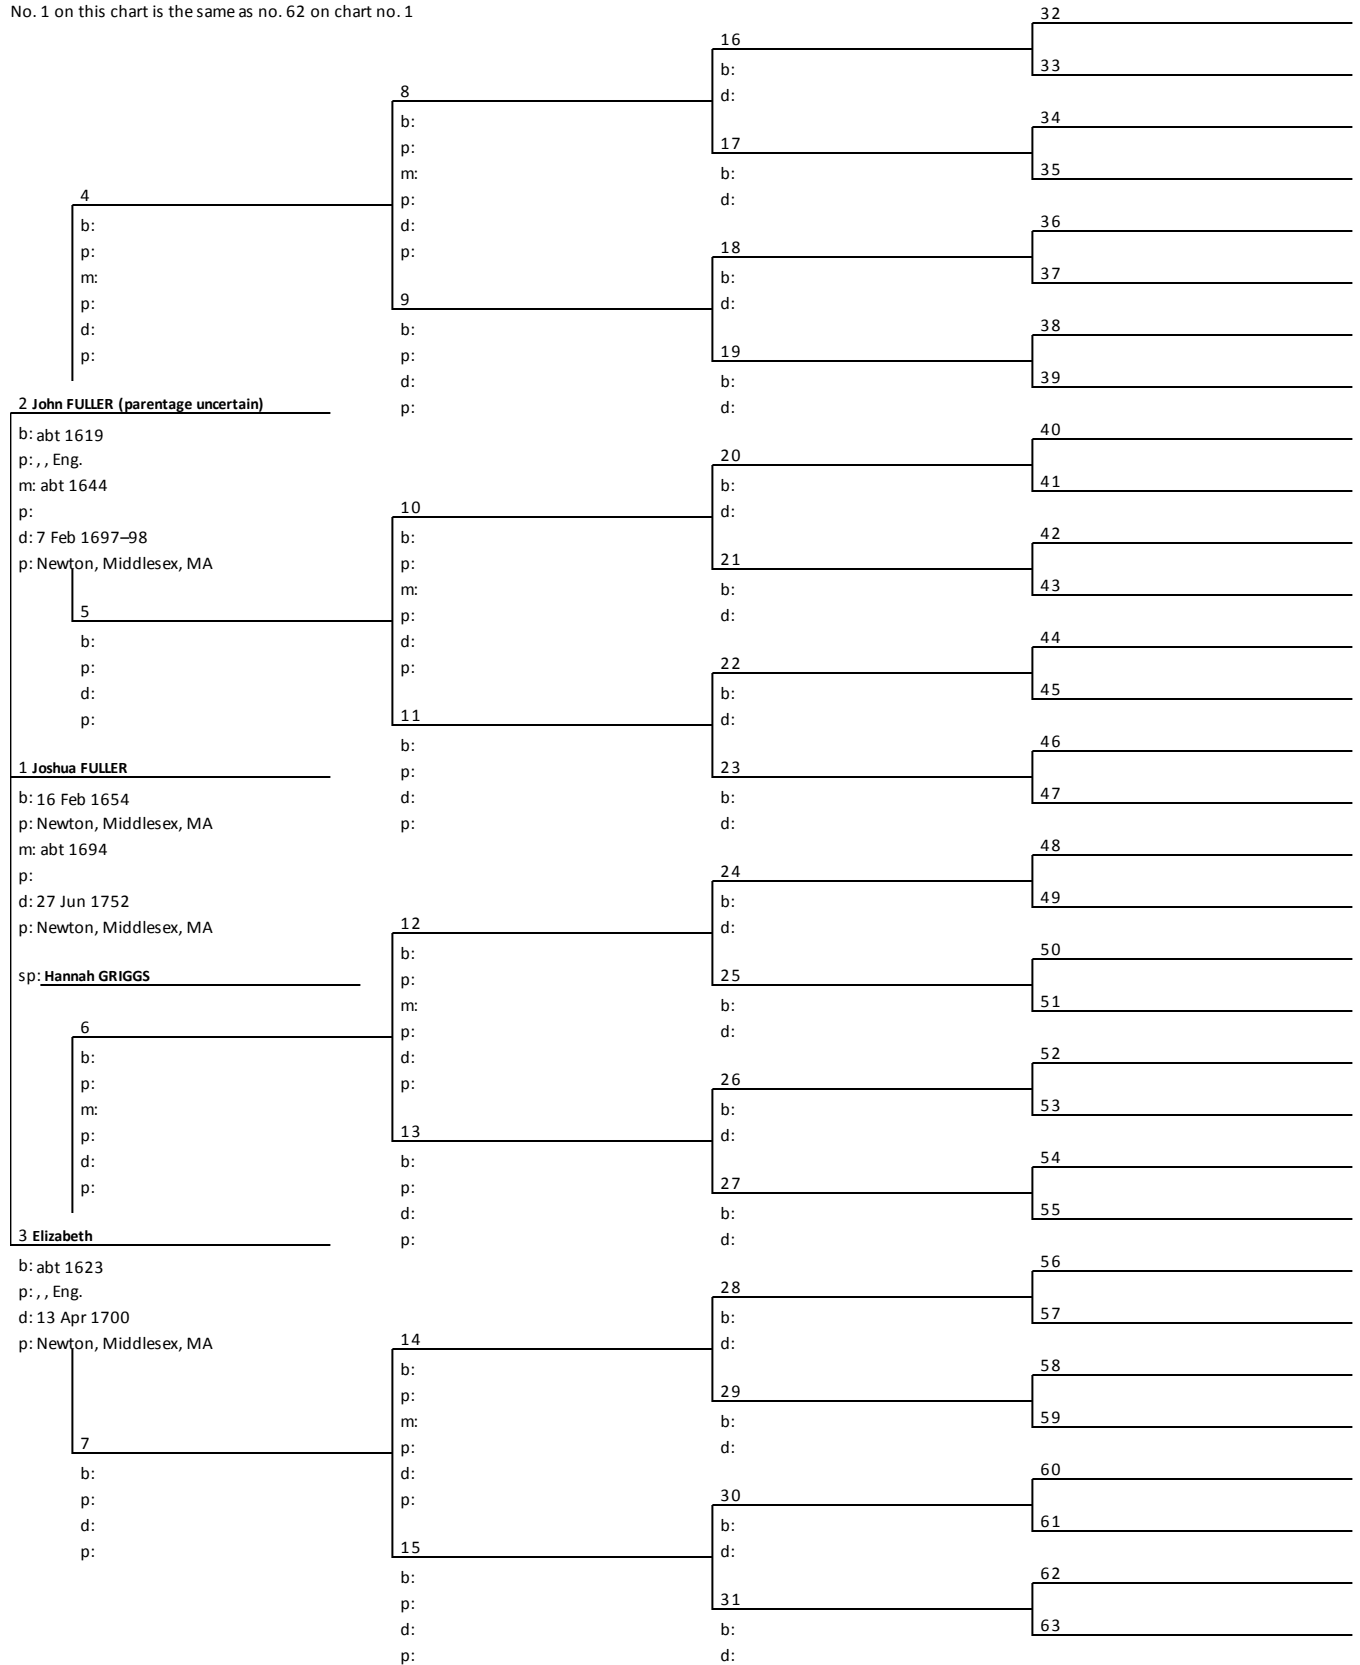 No. 1 on this chart is the same as no. 62 on chart no. 1
4
b:
p:
m:
p:
d:
p:
2 John FULLER (parentage uncertain)
b: abt 1619
p: , , Eng.
m: abt 1644
p:
d: 7 Feb 1697–98
p: Newton, Middlesex, MA
5
b:
p:
d:
p:
1 Joshua FULLER
b: 16 Feb 1654
p: Newton, Middlesex, MA
m: abt 1694
p:
d: 27 Jun 1752
p: Newton, Middlesex, MA
sp: Hannah GRIGGS
6
b:
p:
m:
p:
d:
p:
3 Elizabeth
b: abt 1623
p: , , Eng.
d: 13 Apr 1700
p: Newton, Middlesex, MA
7
b:
p:
d:
p:
8
b:
p:
m:
p:
d:
p:
9
b:
p:
d:
p:
10
b:
p:
m:
p:
d:
p:
11
b:
p:
d:
p:
12
b:
p:
m:
p:
d:
p:
13
b:
p:
d:
p:
14
b:
p:
m:
p:
d:
p:
15
b:
p:
d:
p:
16
b:
d:
17
b:
d:
18
b:
d:
19
b:
d:
20
b:
d:
21
b:
d:
22
b:
d:
23
b:
d:
24
b:
d:
25
b:
d:
26
b:
d:
27
b:
d:
28
b:
d:
29
b:
d:
30
b:
d:
31
b:
d:
32
33
34
35
36
37
38
39
40
41
42
43
44
45
46
47
48
49
50
51
52
53
54
55
56
57
58
59
60
61
62
63